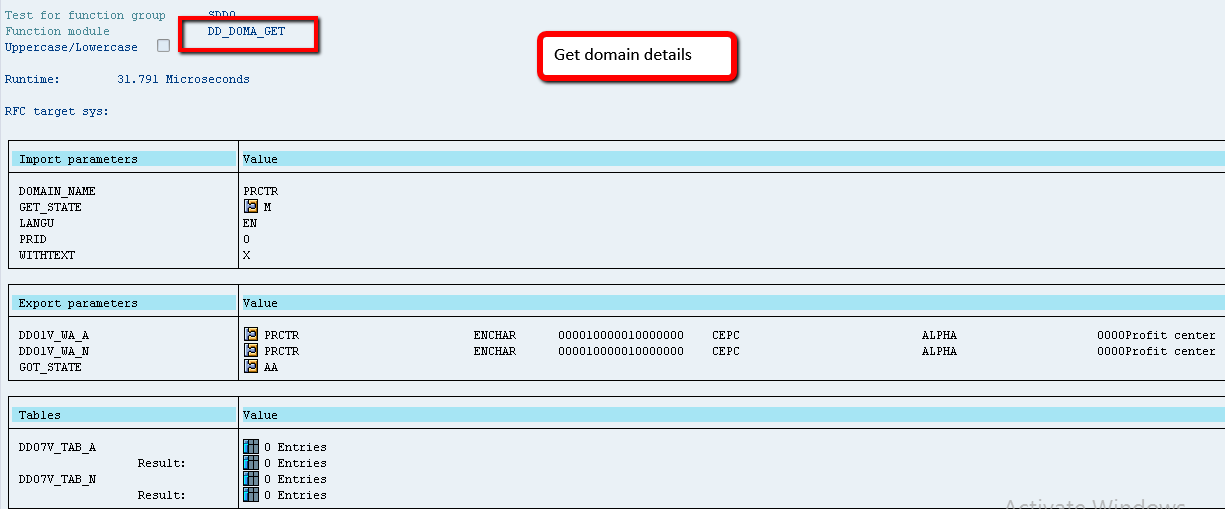 Test for function group SDD0
Function module DD_DOMA_GET
Uppercase/Lowercase
Get domain details
Runtime: 31.791 Microseconds
RFC target sys:
Import parameters Value
DOMAIN_NAME PRCTR
GET_STATE M
LANGU EN
PRID 0
WITHTEXT X
Export parameters Value
DD01V_WA_A PRCTR ENCHAR 0000100000010000000 CEPC ALPHA 0000Profit center
DD01V_WA_N PRCTR ENCHAR 0000100000010000000 CEPC ALPHA 0000Profit center
GOT_STATE AA
Tables Value
DD07V_TAB_A 0 Entries
Result: 0 Entries
DD07V_TAB_N 0 Entries
Result: 0 Entries
Activate Windows